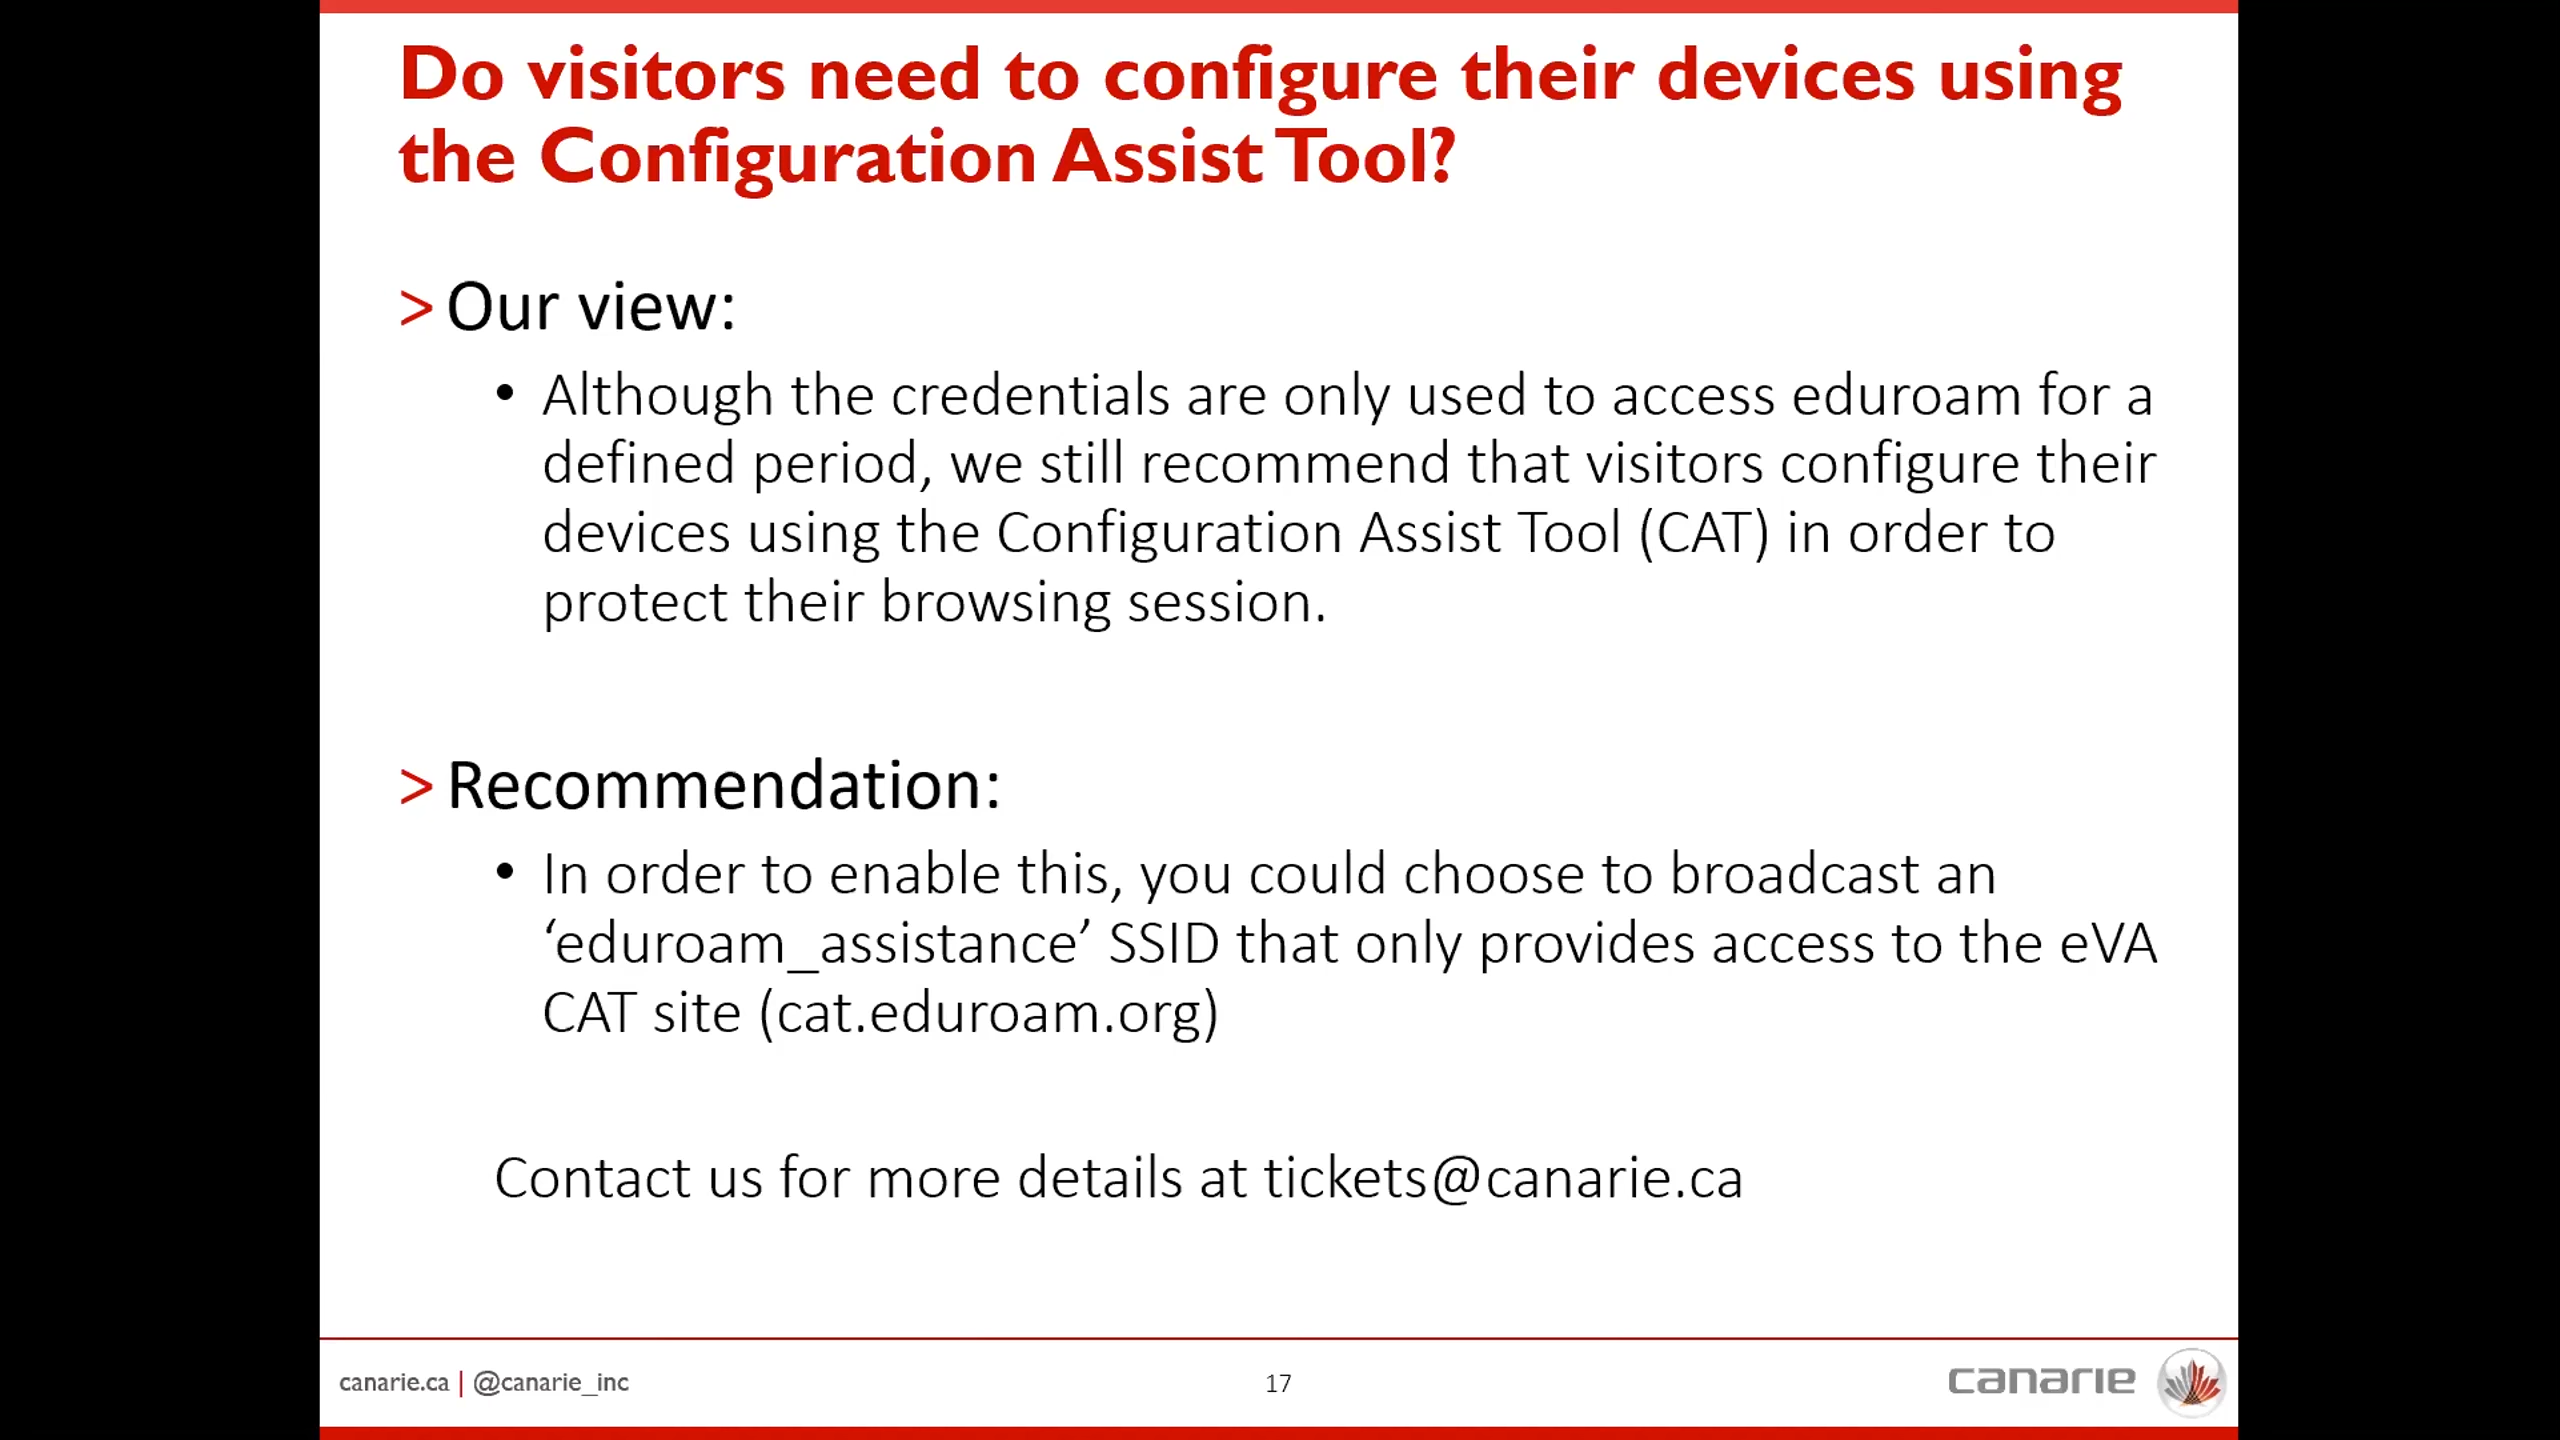 Do visitors need to configure their devices using
the Configuration Assist Tool?
> Our view:
• Although the credentials are only used to access eduroam for a
defined period, we still recommend that visitors configure their
devices using the Configuration Assist Tool (CAT) in order to
protect their browsing session.
> Recommendation:
• In order to enable this, you could choose to broadcast an
‘eduroam_assistance’ SSID that only provides access to the eVA
CAT site (cat.eduroam.org)
Contact us for more details at tickets@canarie.ca
canarie.ca | @canarie_inc
17
canarie